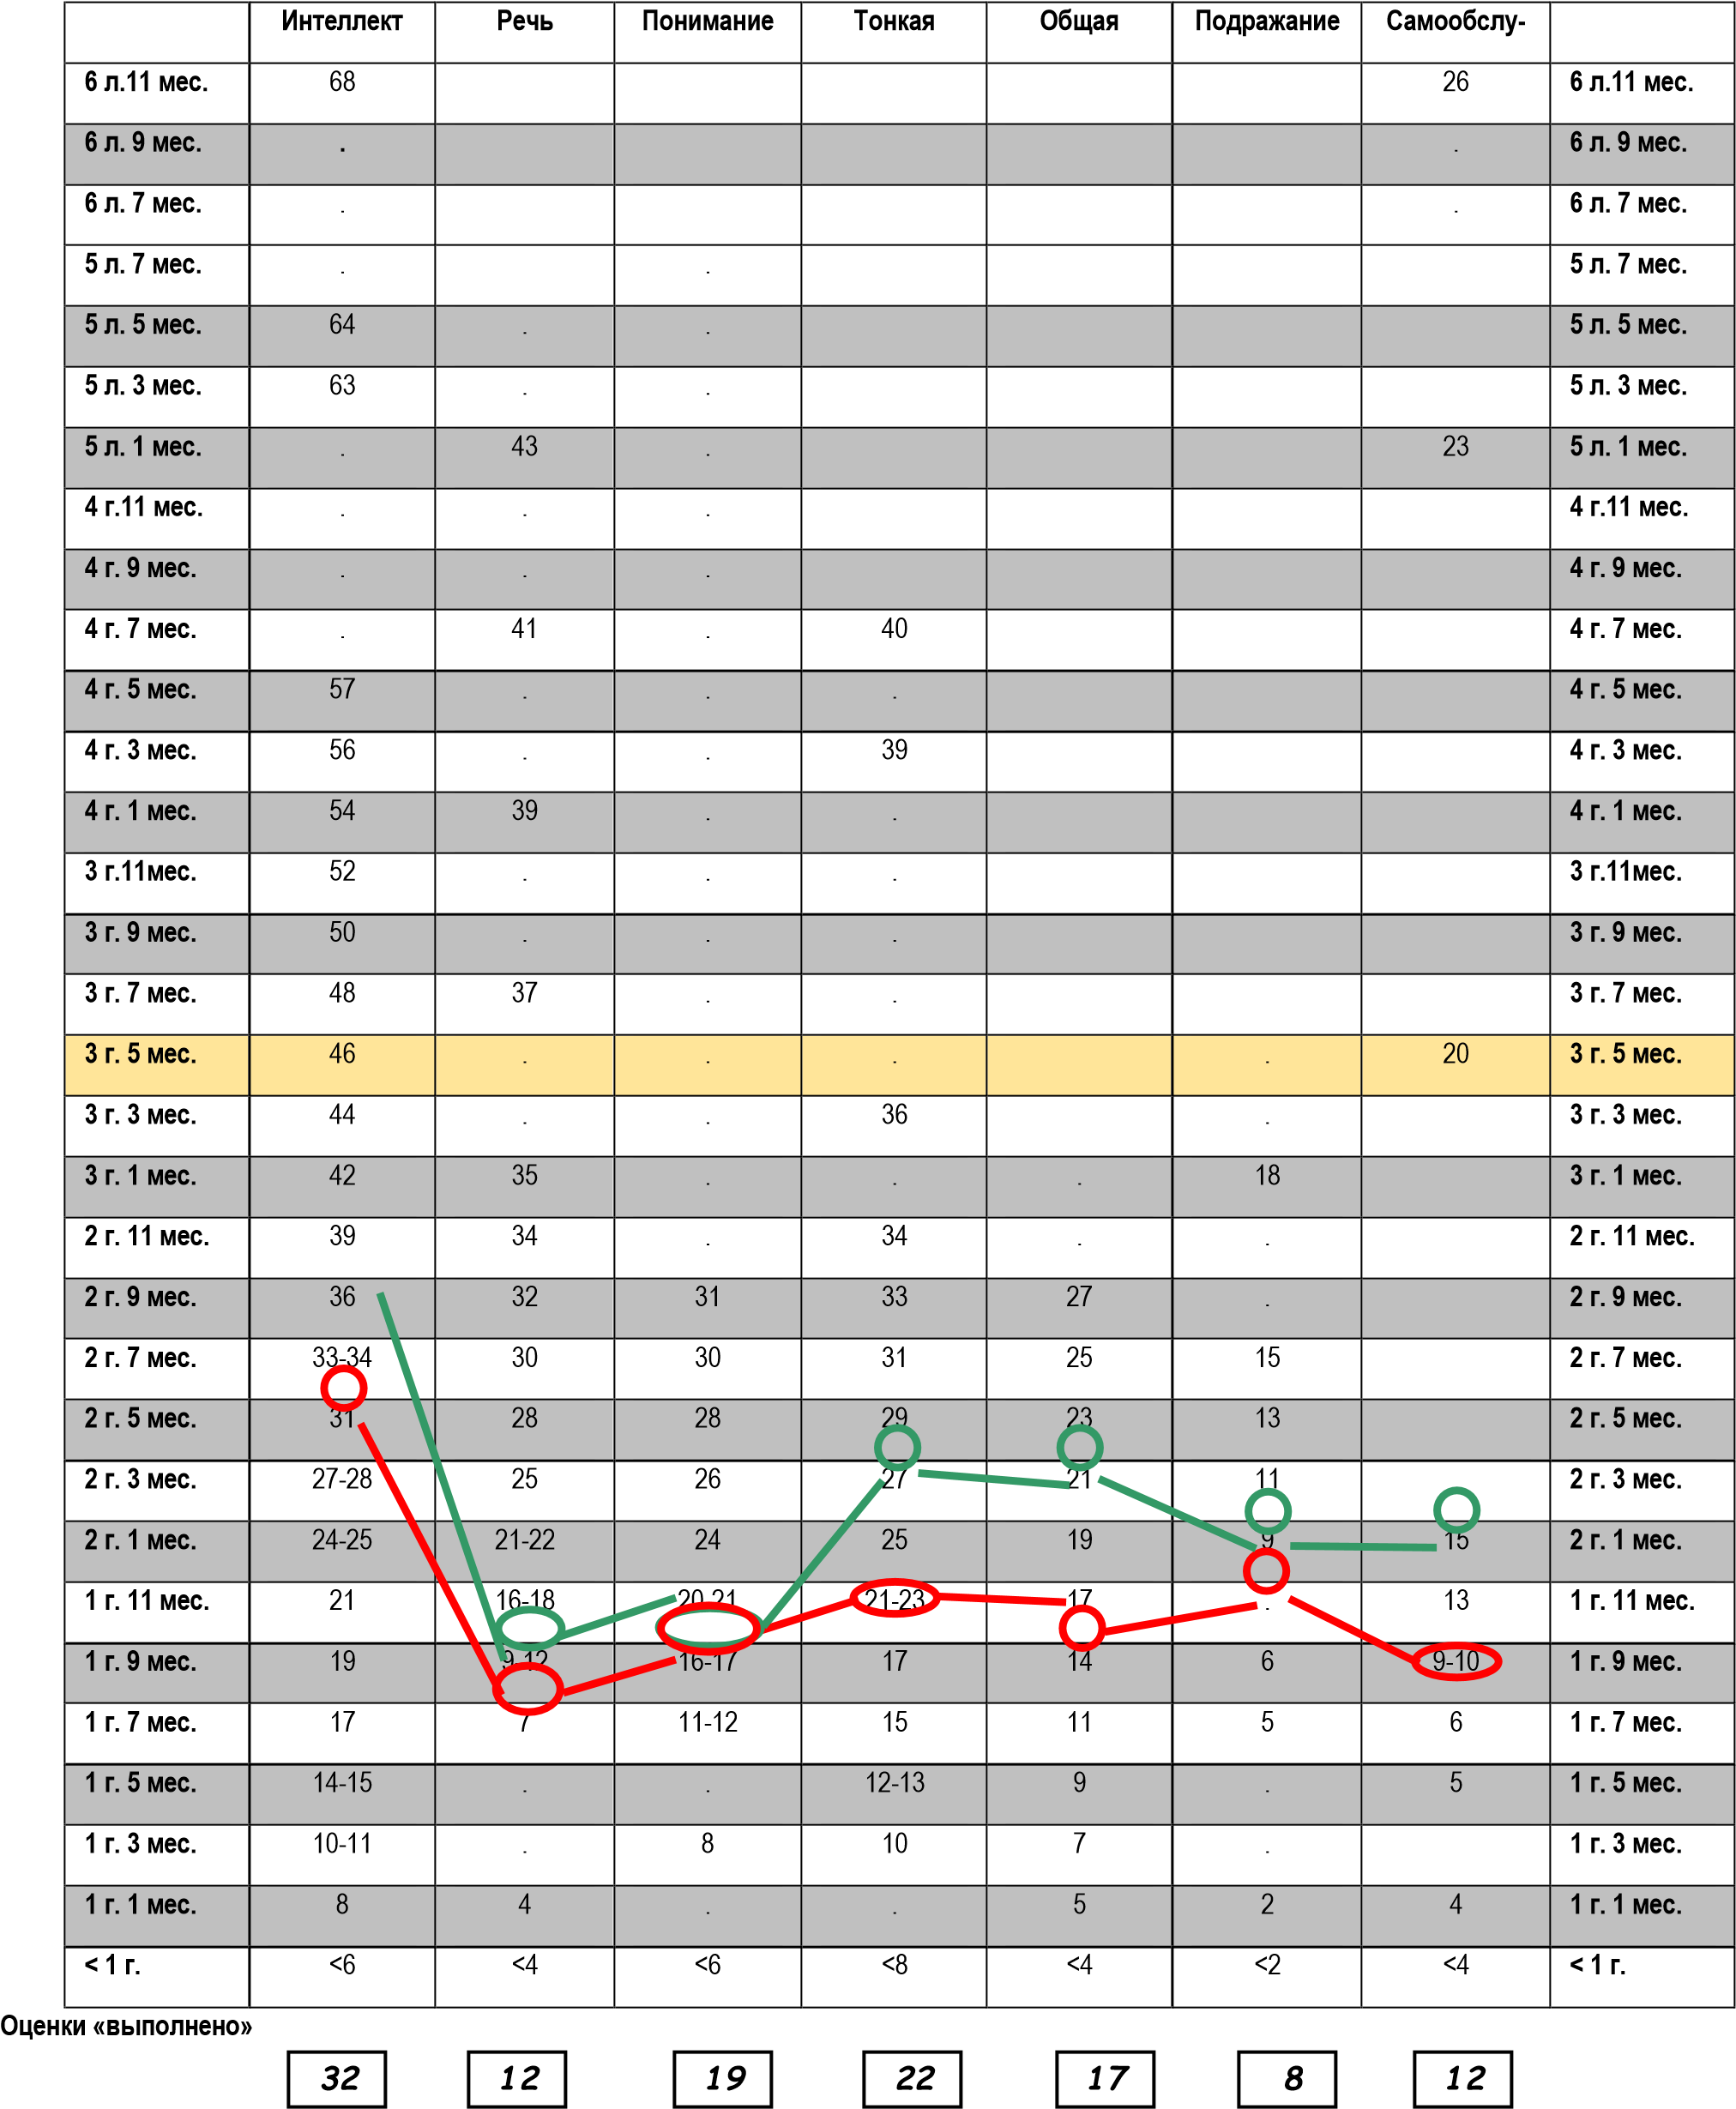 Интеллект Речь Понимание Тонкая Общая Подражание Самообслу-
6 л.11 мес. 68 26 6 л.11 мес.
6 л. 9 мес. . . 6 л. 9 мес.
6 л. 7 мес. . . 6 л. 7 мес.
5 л. 7 мес. . . 5 л. 7 мес.
5 л. 5 мес. 64 . . 5 л. 5 мес.
5 л. 3 мес. 63 . . 5 л. 3 мес.
5 л. 1 мес. . 43 . 23 5 л. 1 мес.
4 г.11 мес. . . . 4 г.11 мес.
4 г. 9 мес. . . . 4 г. 9 мес.
4 г. 7 мес. . 41 . 40 4 г. 7 мес.
4 г. 5 мес. 57 . . . 4 г. 5 мес.
4 г. 3 мес. 56 . . 39 4 г. 3 мес.
4 г. 1 мес. 54 39 . . 4 г. 1 мес.
3 г.11мес. 52 . . . 3 г.11мес.
3 г. 9 мес. 50 . . . 3 г. 9 мес.
3 г. 7 мес. 48 37 . . 3 г. 7 мес.
3 г. 5 мес. 46 . . . . 20 3 г. 5 мес.
3 г. 3 мес. 44 . . 36 . 3 г. 3 мес.
3 г. 1 мес. 42 35 . . . 18 3 г. 1 мес.
2 г. 11 мес. 39 34 . 34 . . 2 г. 11 мес.
2 г. 9 мес. 36 32 31 33 27 . 2 г. 9 мес.
2 г. 7 мес. 33-34 30 30 31 25 15 2 г. 7 мес.
2 г. 5 мес. 31 28 28 29 23 13 2 г. 5 мес.
2 г. 3 мес. 27-28 25 26 27 21 11 2 г. 3 мес.
2 г. 1 мес. 24-25 21-22 24 25 19 9 15 2 г. 1 мес.
1 г. 11 мес. 21 16-18 20-21 21-23 17 . 13 1 г. 11 мес.
1 г. 9 мес. 19 9-12 16-17 17 14 6 9-10 1 г. 9 мес.
1 г. 7 мес. 17 7 11-12 15 11 5 6 1 г. 7 мес.
1 г. 5 мес. 14-15 . . 12-13 9 . 5 1 г. 5 мес.
1 г. 3 мес. 10-11 . 8 10 7 . 1 г. 3 мес.
1 г. 1 мес. 8 4 . . 5 2 4 1 г. 1 мес.
< 1 г. <6 <4 <6 <8 <4 <2 <4 < 1 г.
Оценки «выполнено»
32 12 19 22 17 8 12